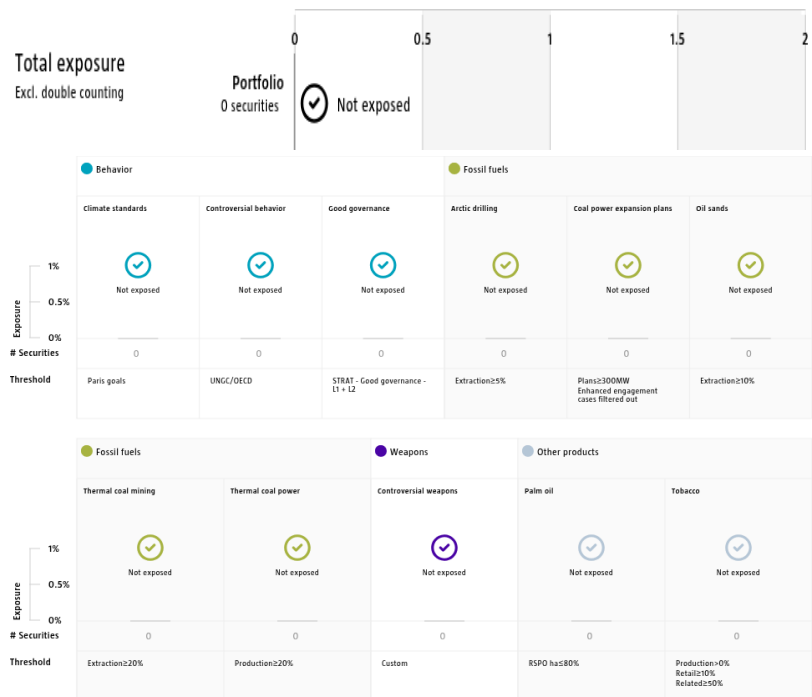 0 0.5 1 1.5 2
Total exposure
Excl. double counting
Portfolio
0 securities
Not exposed
Behavior Fossil fuels
Climate standards Controversial behavior Good governance Arctic drilling Coal power expansion plans Oil sands
Exposure
1%
0.5%
0%
Not exposed Not exposed Not exposed Not exposed Not exposed Not exposed
# Securities 0 0 0 0 0 0
Threshold Paris goals UNGC/OECD STRAT - Good governance - Extraction≥5% Plans≥300MW Extraction≥10%
L1 + L2 Enhanced engagement
cases filtered out
Fossil fuels Weapons Other products
Thermal coal mining Thermal coal power Controversial weapons Palm oil Tobacco
Exposure
1%
0.5%
0%
Not exposed Not exposed Not exposed Not exposed Not exposed
# Securities 0 0 0 0 0
Threshold Extraction≥20% Production≥20% Custom RSPO ha≤80% Production>0%
Retail≥10%
Related≥50%